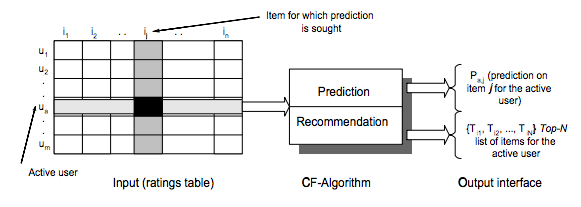 Item for which prediction
is sought
i1 i2 . . ij . . in
u1
u2
.
.
ua
.
.
um
Active user
Input (ratings table)
Prediction
Recommendation
CF-Algorithm
Pa,j (prediction on
item j for the active
user)
{Ti1, Ti2, ..., TiN} Top-N
list of items for the
active user
Output interface